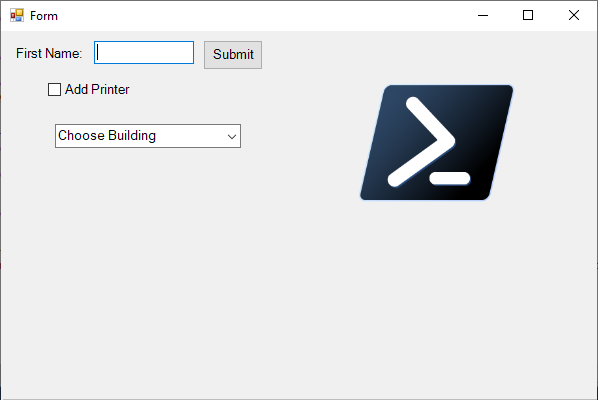 Form
First Name:
Submit
Add Printer
Choose Building